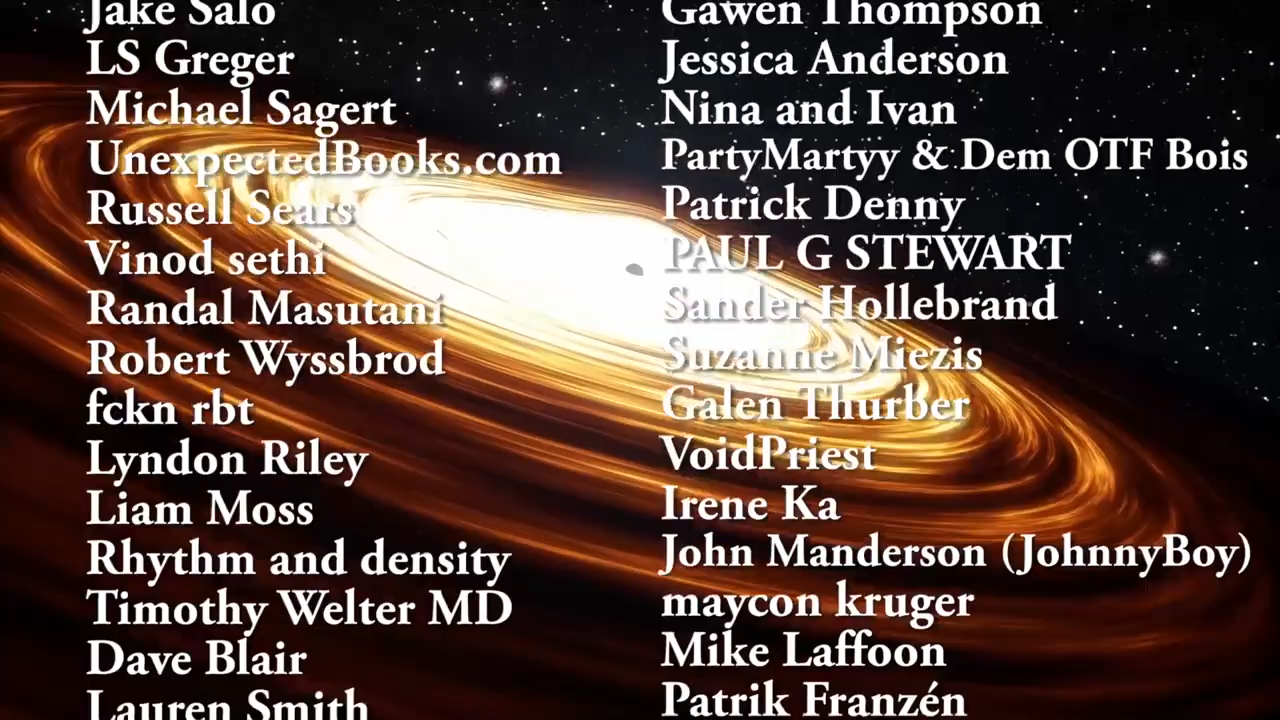 Jake Salo
LS Greger
Michael Sagert
UnexpectedBooks.com
Russell Sears
Vinod sethi
Randal Masutani
Robert Wyssbrod
fckn rbt
Lyndon Riley
Liam Moss
Rhythm and density
Timothy Welter MD
Dave Blair
Lauren Smith
Gawen Thompson
Jessica Anderson
Nina and Ivan
PartyMartyy & Dem OTF Bois
Patrick Denny
PAUL G STEWART
Sander Hollebrand
Suzanne Miezis
Galen Thurber
VoidPriest
Irene Ka
John Manderson (JohnnyBoy)
maycon kruger
Mike Laffoon
Patrik Franzén